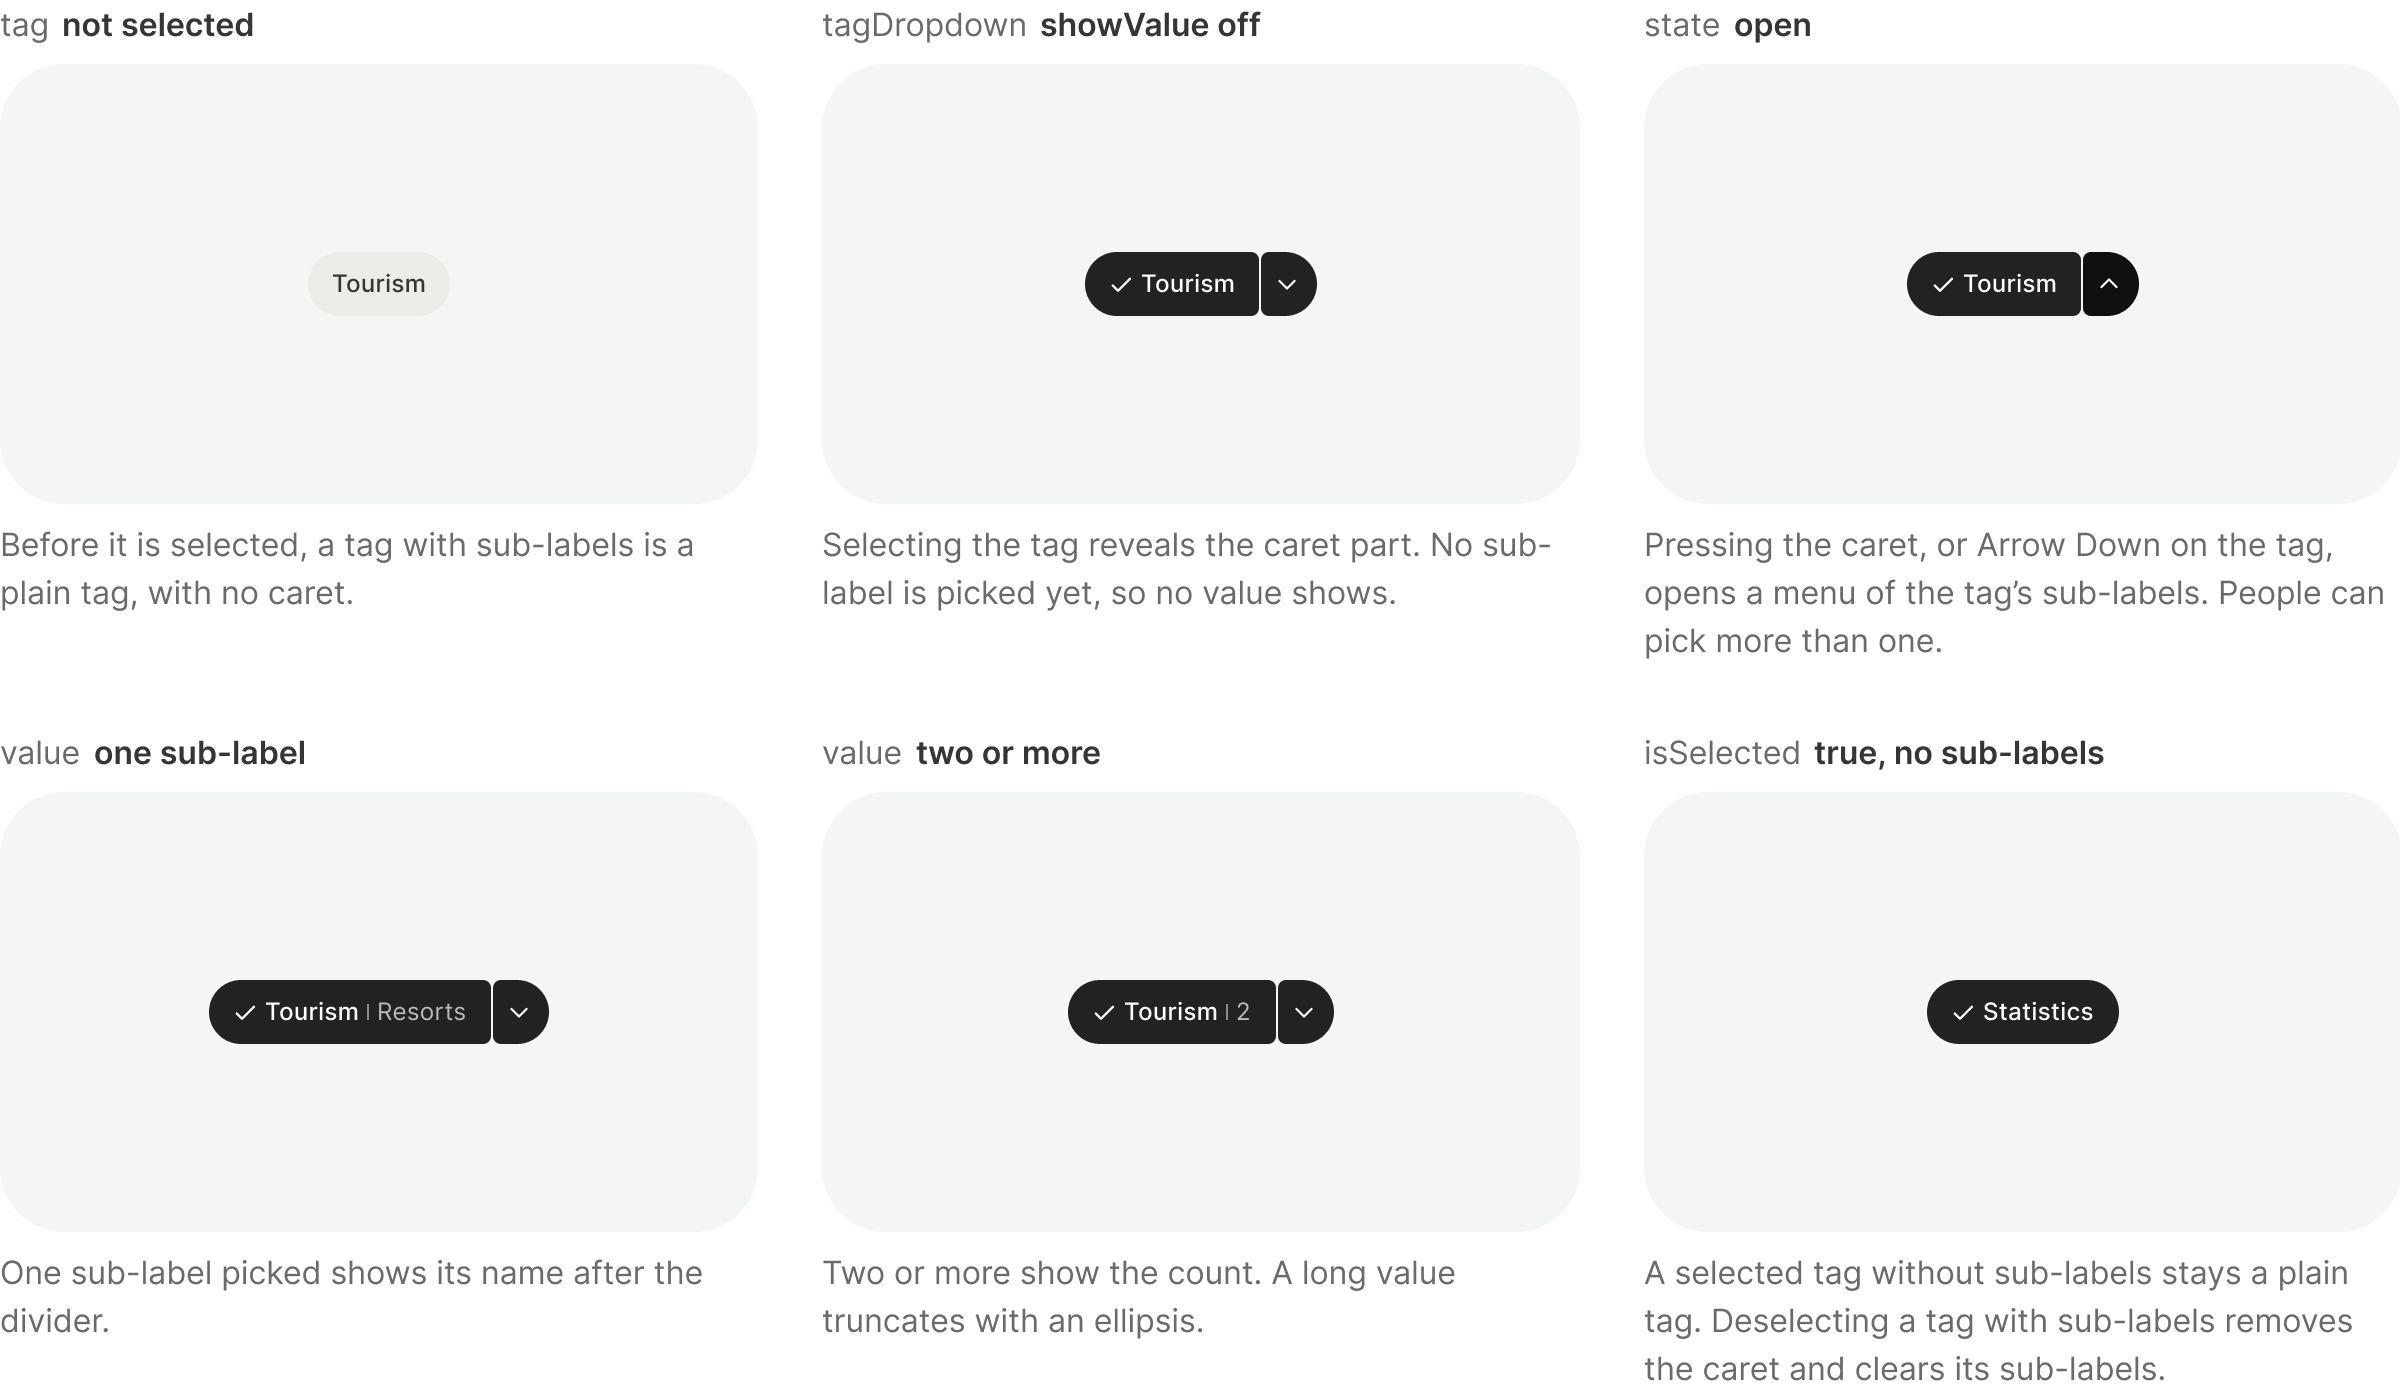 tag not selected
Tourism
Before it is selected, a tag with sub-labels is a
plain tag, with no caret.
tagDropdown showValue off
Tourism
Selecting the tag reveals the caret part. No sub-
label is picked yet, so no value shows.
state open
Tourism
Pressing the caret, or Arrow Down on the tag,
opens a menu of the tag’s sub-labels. People can
pick more than one.
value one sub-label
Tourism | Resorts
One sub-label picked shows its name after the
divider.
value two or more
Tourism | 2
Two or more show the count. A long value
truncates with an ellipsis.
isSelected true, no sub-labels
Statistics
A selected tag without sub-labels stays a plain
tag. Deselecting a tag with sub-labels removes
the caret and clears its sub-labels.